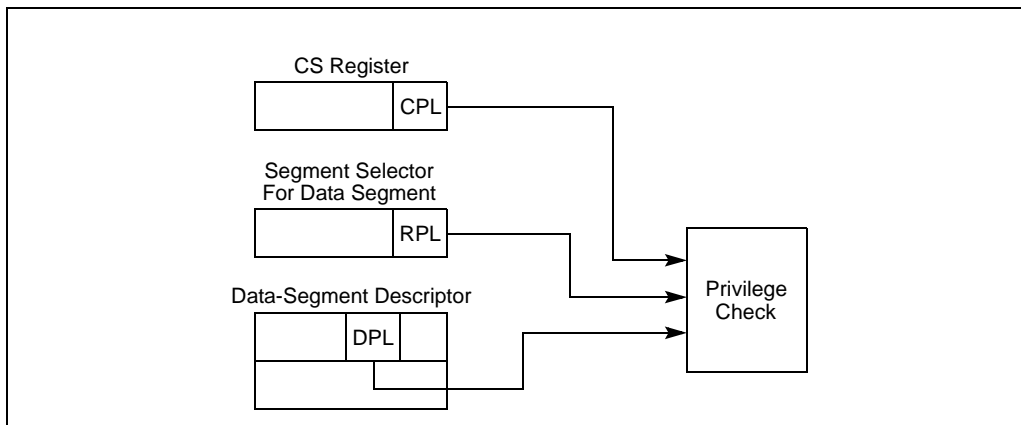 CS Register
CPL
Segment Selector
For Data Segment
RPL
Data-Segment Descriptor
DPL
Privilege
Check